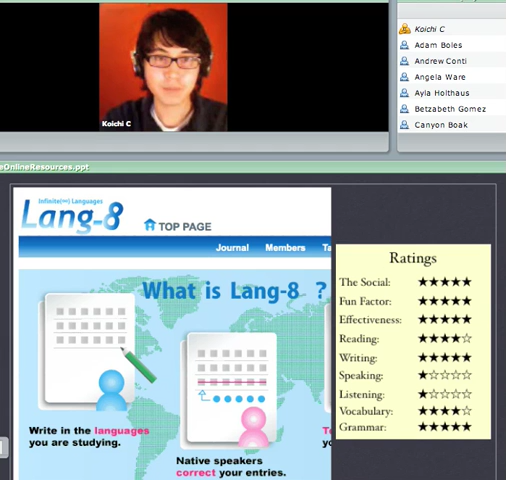 Koichi C
Koichi C
Adam Boles
Andrew Conti
Angela Ware
Ayla Holthaus
Betzabeth Gomez
Canyon Boak
eOnlineResources.ppt
Infinite(∞) Languages
Lang-8
TOP PAGE
Journal Members Ta
What is Lang-8 ?
Write in the languages
you are studying.
Native speakers
correct your entries.
yo
Ratings
The Social: ★★★★★
Fun Factor: ★★★★★
Effectiveness: ★★★★★
Reading: ★★★★☆
Writing: ★★★★★
Speaking: ★☆☆☆☆
Listening: ★☆☆☆☆
Vocabulary: ★★★★☆
Grammar: ★★★★★